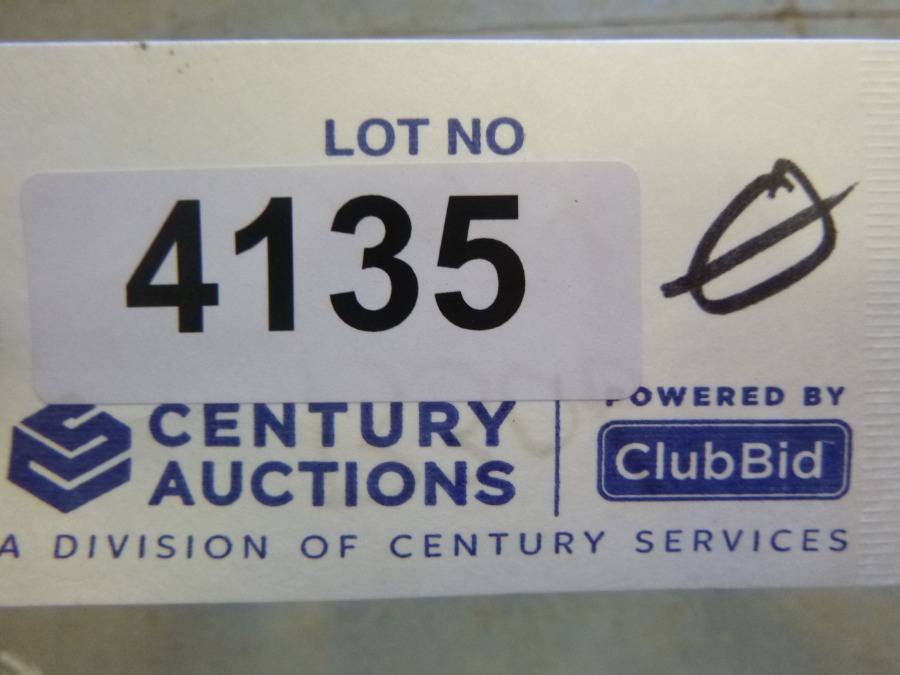 LOT NO
4135
Ø
CENTURY
AUCTIONS
POWERED BY
ClubBid
A DIVISION OF CENTURY SERVICES